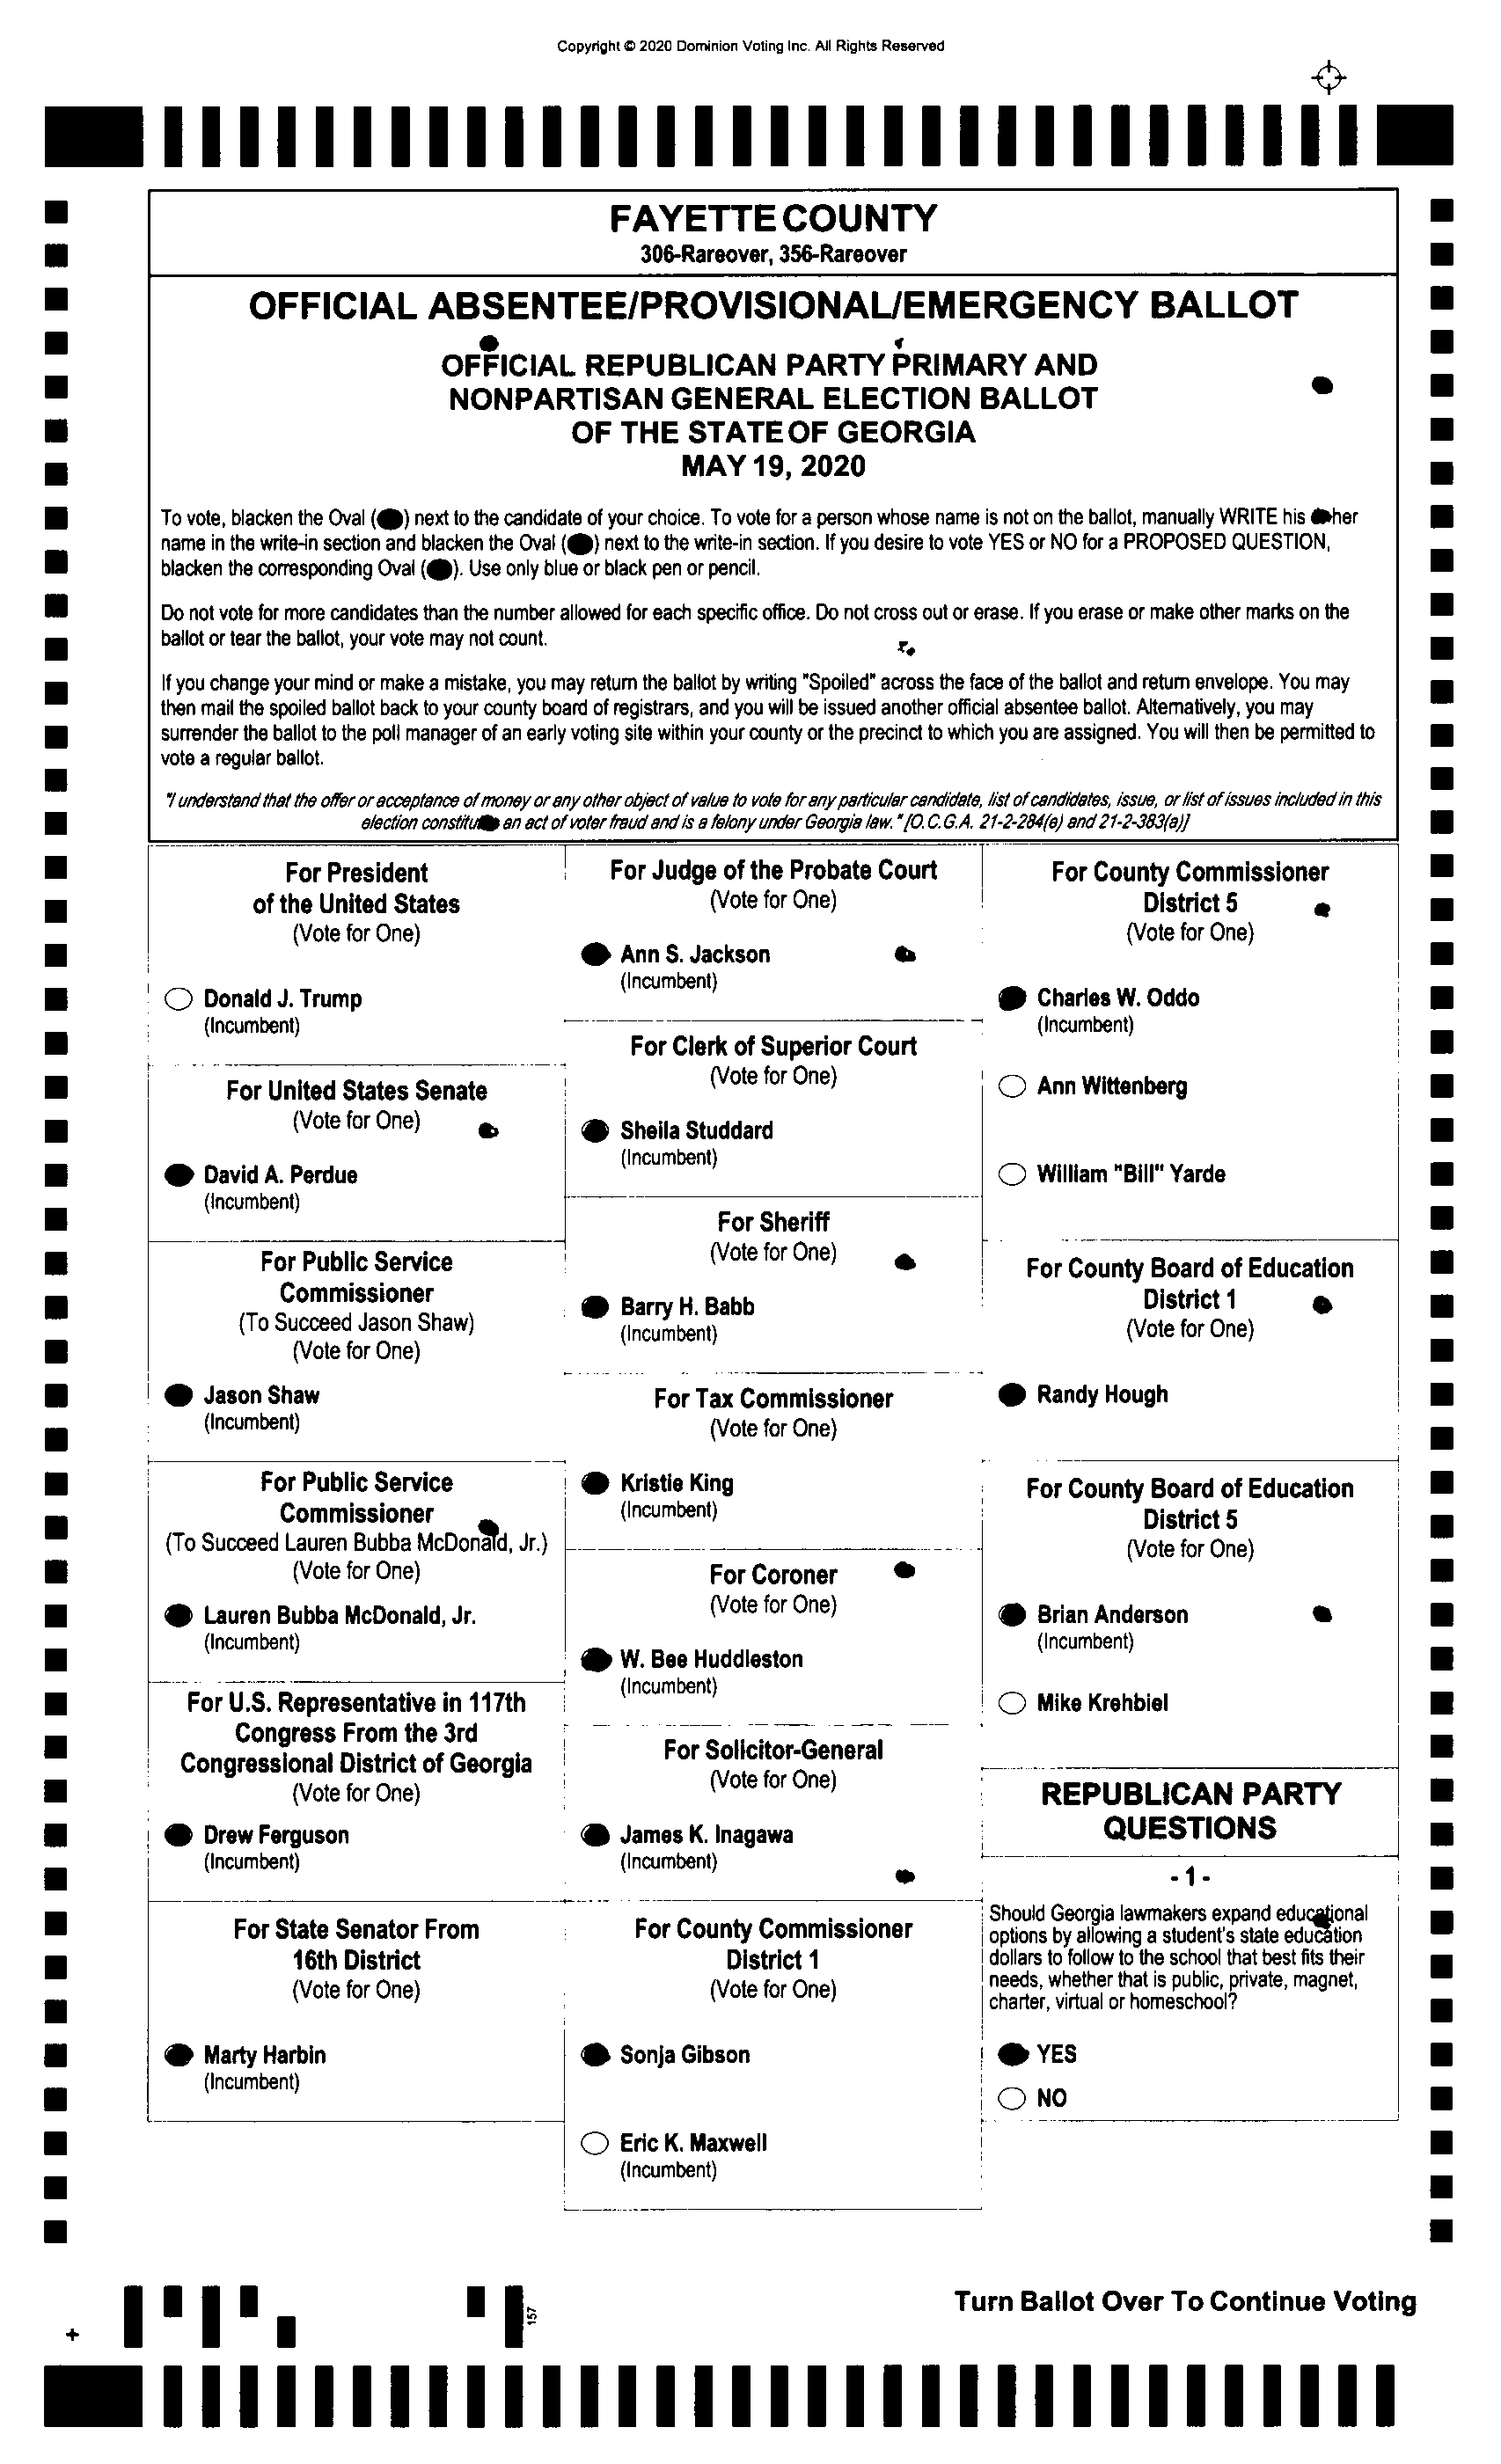 Copyright © 2020 Dominion Voting Inc. All Rights Reserved
FAYETTE COUNTY
306-Rareover, 356-Rareover
OFFICIAL ABSENTEE/PROVISIONAL/EMERGENCY BALLOT
OFFICIAL REPUBLICAN PARTY PRIMARY AND
NONPARTISAN GENERAL ELECTION BALLOT
OF THE STATE OF GEORGIA
MAY 19, 2020
To vote, blacken the Oval ( ) next to the candidate of your choice. To vote for a person whose name is not on the ballot, manually WRITE his her
name in the write-in section and blacken the Oval ( ) next to the write-in section. If you desire to vote YES or NO for a PROPOSED QUESTION,
blacken the corresponding Oval ( ). Use only blue or black pen or pencil.
Do not vote for more candidates than the number allowed for each specific office. Do not cross out or erase. If you erase or make other marks on the
ballot or tear the ballot, your vote may not count.
If you change your mind or make a mistake, you may return the ballot by writing "Spoiled" across the face of the ballot and return envelope. You may
then mail the spoiled ballot back to your county board of registrars, and you will be issued another official absentee ballot. Alternatively, you may
surrender the ballot to the poll manager of an early voting site within your county or the precinct to which you are assigned. You will then be permitted to
vote a regular ballot.
"I understand that the offer or acceptance of money or any other object of value to vote for any particular candidate, list of candidates, issue, or list of issues included in this
election constitutes an act of voter fraud and is a felony under Georgia law." [O.C.G.A. 21-2-284(e) and 21-2-383(a)]
For President
of the United States
(Vote for One)
Donald J. Trump
(Incumbent)
For United States Senate
(Vote for One)
David A. Perdue
(Incumbent)
For Public Service
Commissioner
(To Succeed Jason Shaw)
(Vote for One)
Jason Shaw
(Incumbent)
For Public Service
Commissioner
(To Succeed Lauren Bubba McDonald, Jr.)
(Vote for One)
Lauren Bubba McDonald, Jr.
(Incumbent)
For U.S. Representative in 117th
Congress From the 3rd
Congressional District of Georgia
(Vote for One)
Drew Ferguson
(Incumbent)
For State Senator From
16th District
(Vote for One)
Marty Harbin
(Incumbent)
For Judge of the Probate Court
(Vote for One)
Ann S. Jackson
(Incumbent)
For Clerk of Superior Court
(Vote for One)
Sheila Studdard
(Incumbent)
For Sheriff
(Vote for One)
Barry H. Babb
(Incumbent)
For Tax Commissioner
(Vote for One)
Kristie King
(Incumbent)
For Coroner
(Vote for One)
W. Bee Huddleston
(Incumbent)
For Solicitor-General
(Vote for One)
James K. Inagawa
(Incumbent)
For County Commissioner
District 1
(Vote for One)
Sonja Gibson
Eric K. Maxwell
(Incumbent)
For County Commissioner
District 5
(Vote for One)
Charles W. Oddo
(Incumbent)
Ann Wittenberg
William "Bill" Yarde
For County Board of Education
District 1
(Vote for One)
Randy Hough
For County Board of Education
District 5
(Vote for One)
Brian Anderson
(Incumbent)
Mike Krehbiel
REPUBLICAN PARTY
QUESTIONS
- 1 -
Should Georgia lawmakers expand educational
options by allowing a student's state education
dollars to follow to the school that best fits their
needs, whether that is public, private, magnet,
charter, virtual or homeschool?
YES
NO
157
Turn Ballot Over To Continue Voting